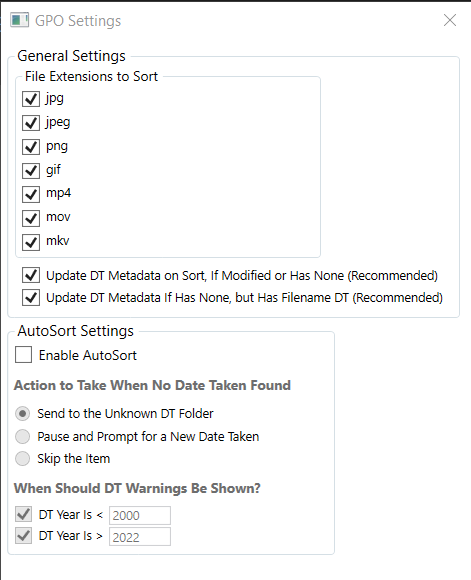 GPO Settings
General Settings
File Extensions to Sort
jpg
jpeg
png
gif
mp4
mov
mkv
Update DT Metadata on Sort, If Modified or Has None (Recommended)
Update DT Metadata If Has None, but Has Filename DT (Recommended)
AutoSort Settings
Enable AutoSort
Action to Take When No Date Taken Found
Send to the Unknown DT Folder
Pause and Prompt for a New Date Taken
Skip the Item
When Should DT Warnings Be Shown?
DT Year Is < 2000
DT Year Is > 2022